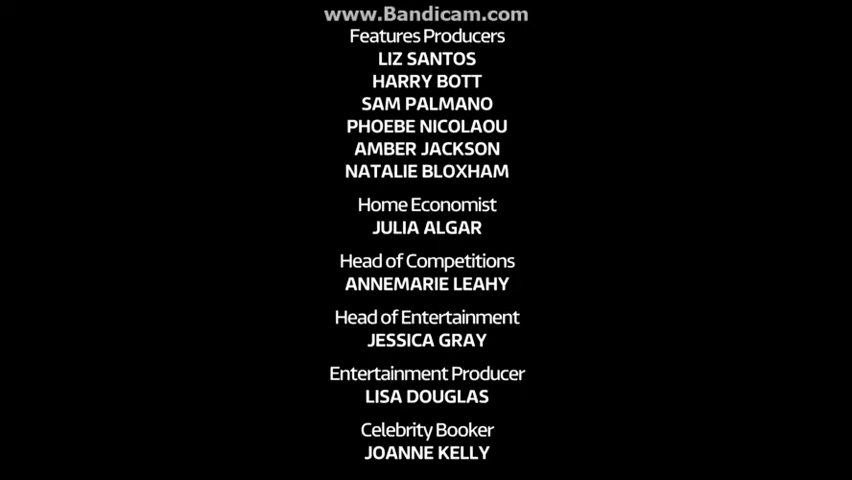 www.Bandicam.com
Features Producers
LIZ SANTOS
HARRY BOTT
SAM PALMANO
PHOEBE NICOLAOU
AMBER JACKSON
NATALIE BLOXHAM
Home Economist
JULIA ALGAR
Head of Competitions
ANNEMARIE LEAHY
Head of Entertainment
JESSICA GRAY
Entertainment Producer
LISA DOUGLAS
Celebrity Booker
JOANNE KELLY